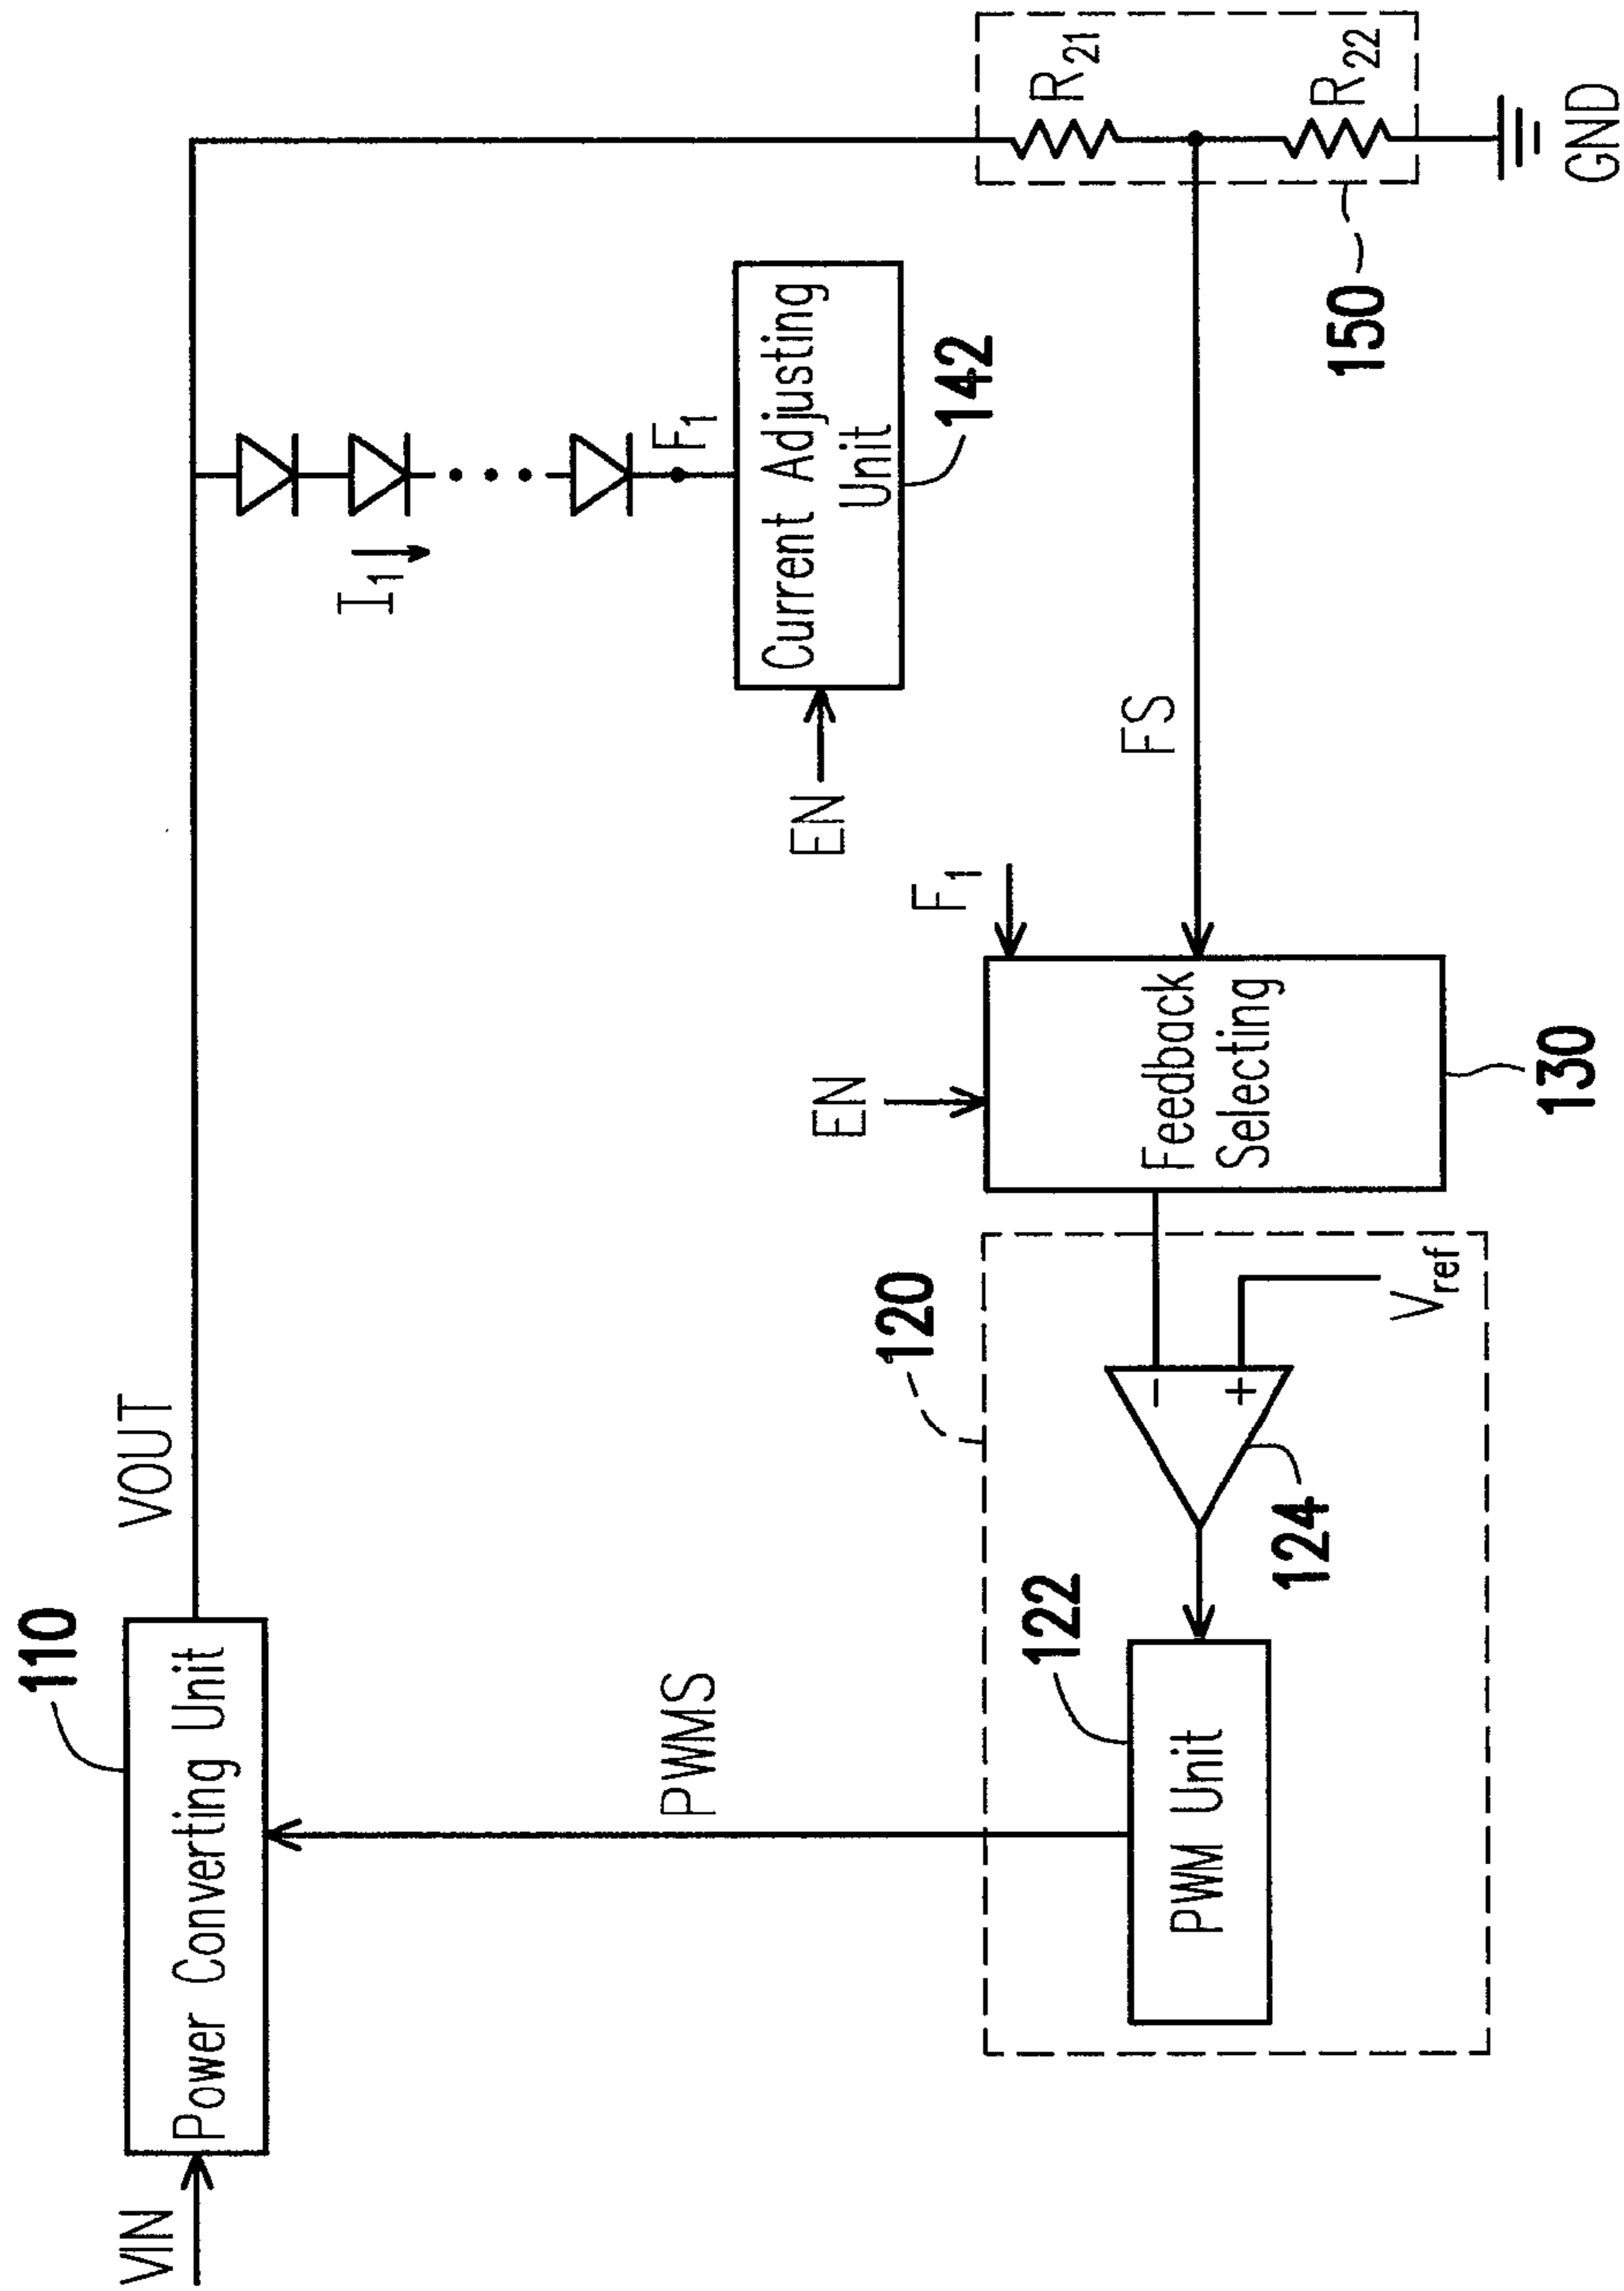 110
VIN
Power Converting Unit
VOUT
I1
F1
Current Adjusting
Unit
142
EN
PWMS
EN
F1
FS
R21
R22
150
GND
120
122
PWM Unit
124
Vref
Feedback
Selecting
130